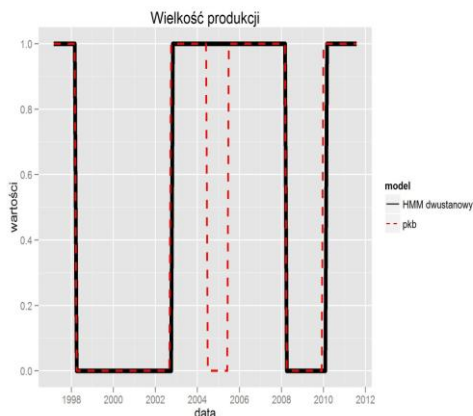 Wielkość produkcji
wartości
1.0
0.8
0.6
0.4
0.2
0.0
1998 2000 2002 2004 2006 2008 2010 2012
data
model
HMM dwustanowy
pkb